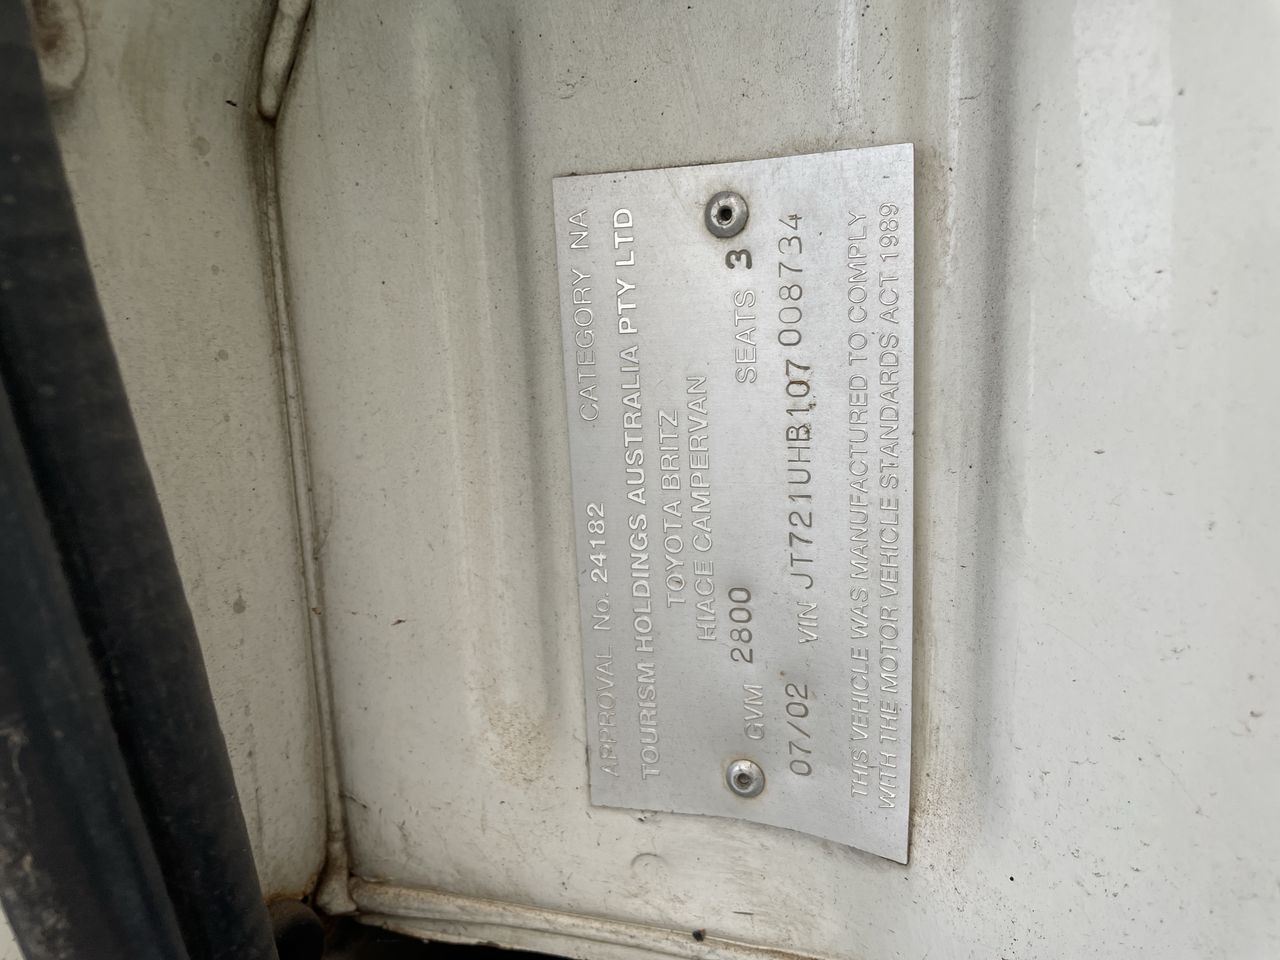 APPROVAL No. 24182 CATEGORY NA
TOURISM HOLDINGS AUSTRALIA PTY LTD
TOYOTA BRITZ
HIACE CAMPERVAN
GVM 2800 SEATS 3
07/02 VIN JT721UHB107008734
THIS VEHICLE WAS MANUFACTURED TO COMPLY
WITH THE MOTOR VEHICLE STANDARDS ACT 1989